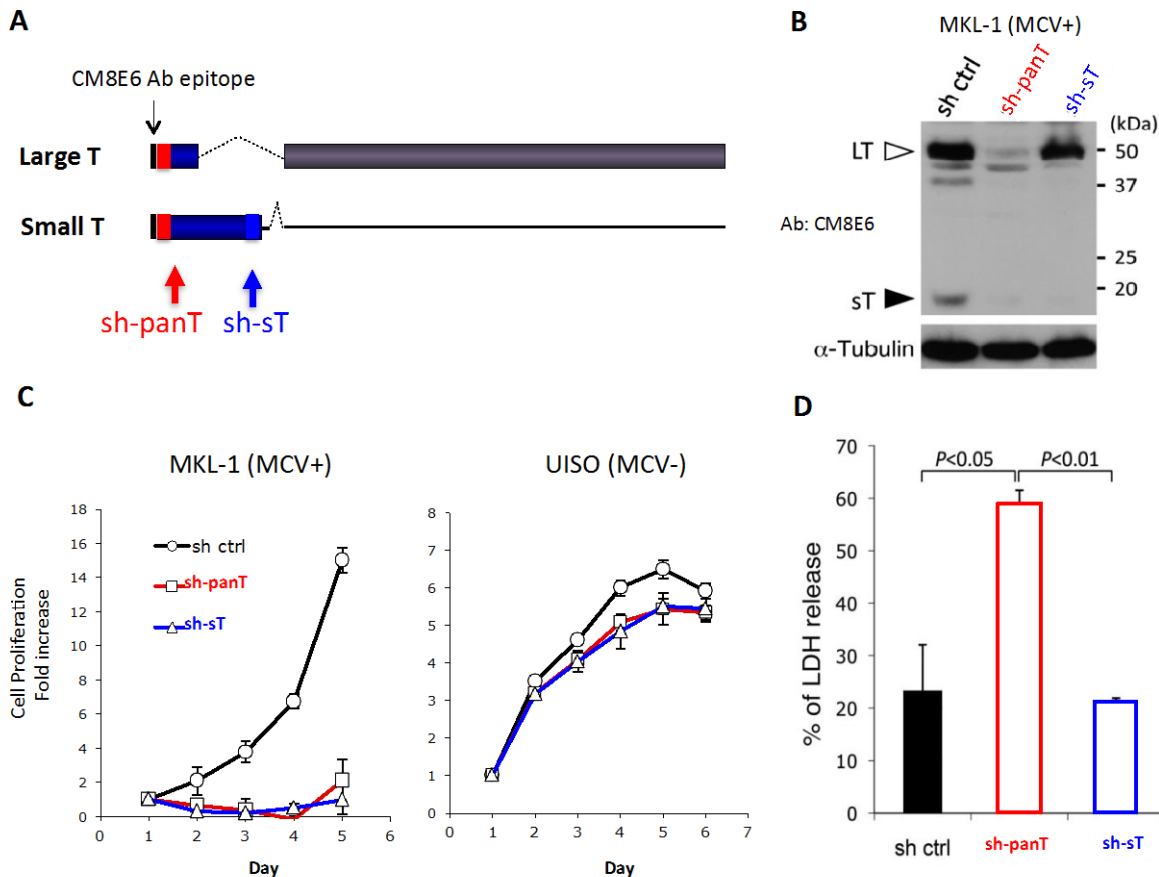 A
CM8E6 Ab epitope
Large T
Small T
sh-panT
sh-sT
B
MKL-1 (MCV+)
sh ctrl
sh-panT
sh-sT
(kDa)
LT
50
37
Ab: CM8E6
25
20
sT
α-Tubulin
C
MKL-1 (MCV+)
Cell Proliferation
Fold increase
18
16
14
12
10
8
6
4
2
0
sh ctrl
sh-panT
sh-sT
0 1 2 3 4 5 6
Day
UISO (MCV-)
8
7
6
5
4
3
2
1
0
0 1 2 3 4 5 6 7
Day
D
% of LDH release
70
60
50
40
30
20
10
0
P<0.05
P<0.01
sh ctrl
sh-panT
sh-sT